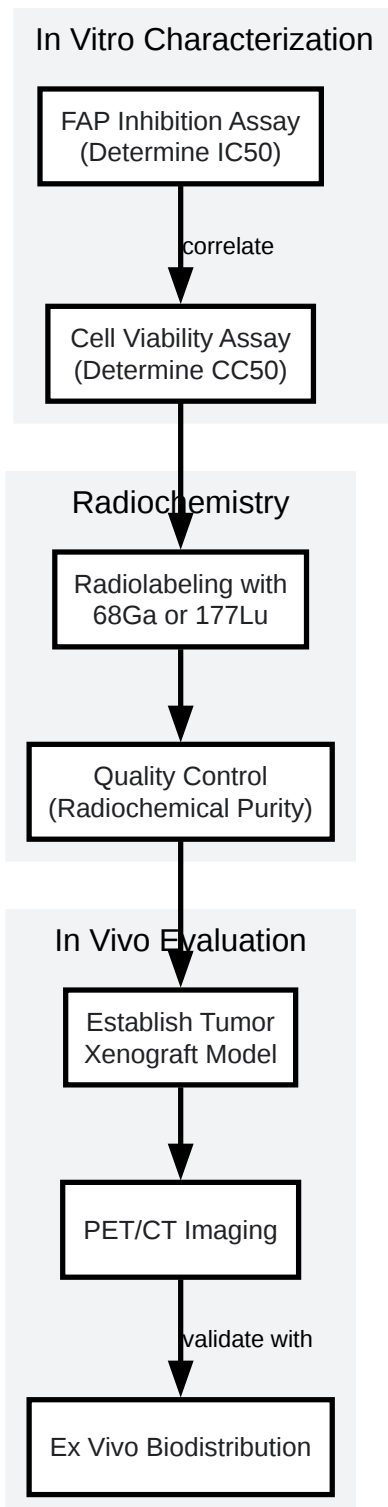 In Vitro Characterization
FAP Inhibition Assay
(Determine IC50)
correlate
Cell Viability Assay
(Determine CC50)
Radiochemistry
Radiolabeling with
68Ga or 177Lu
Quality Control
(Radiochemical Purity)
In Vivo Evaluation
Establish Tumor
Xenograft Model
PET/CT Imaging
validate with
Ex Vivo Biodistribution